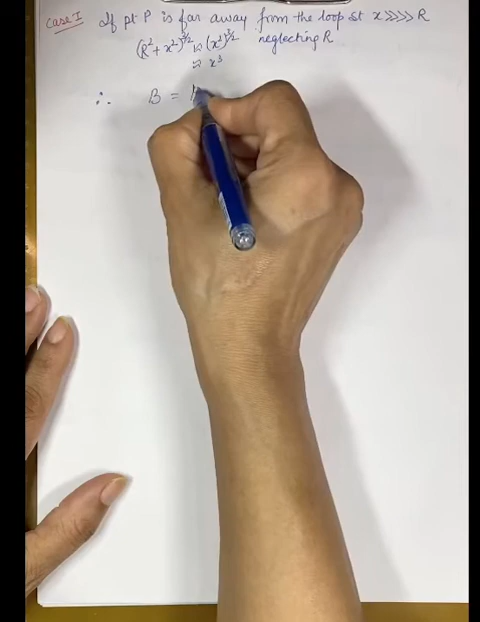 Case I If pt P is far away from the loop st x >>>> R
(R² + x²)^3/2 ≈ (x²)^3/2 neglecting R
≈ x³
∴ B =